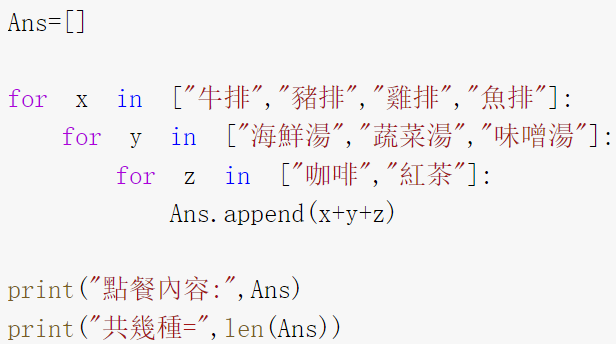 Ans=[]
for x in ["牛排","豬排","雞排","魚排"]:
for y in ["海鮮湯","蔬菜湯","味噌湯"]:
for z in ["咖啡","紅茶"]:
Ans.append(x+y+z)
print("點餐內容:",Ans)
print("共幾種=",len(Ans))